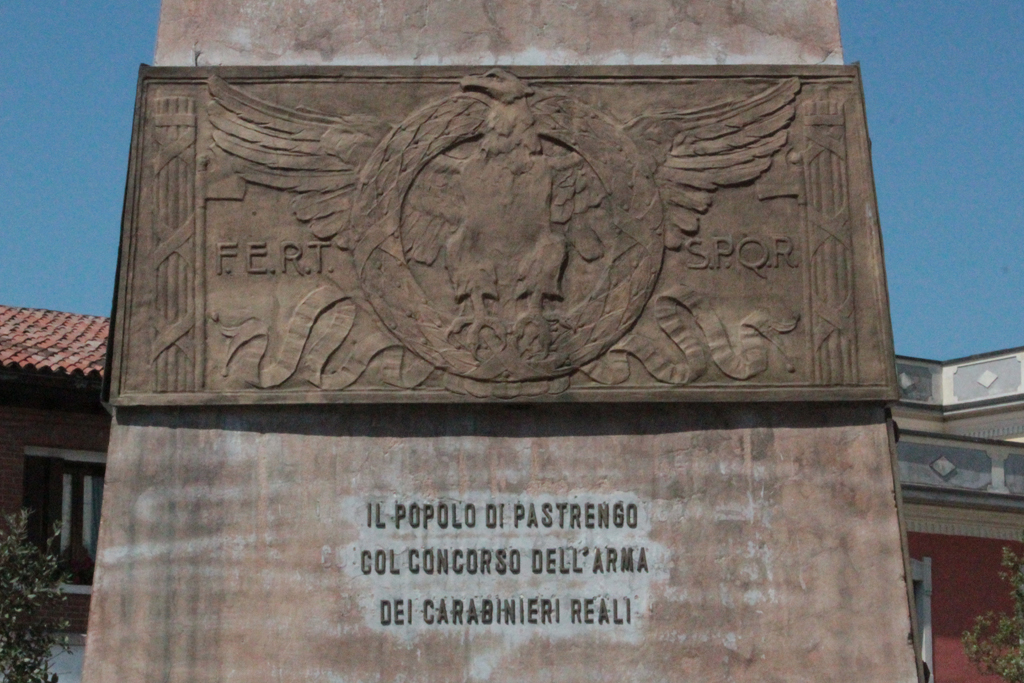 F.E.R.T. S.P.Q.R.
IL POPOLO DI PASTRENGO
COL CONCORSO DELL'ARMA
DEI CARABINIERI REALI